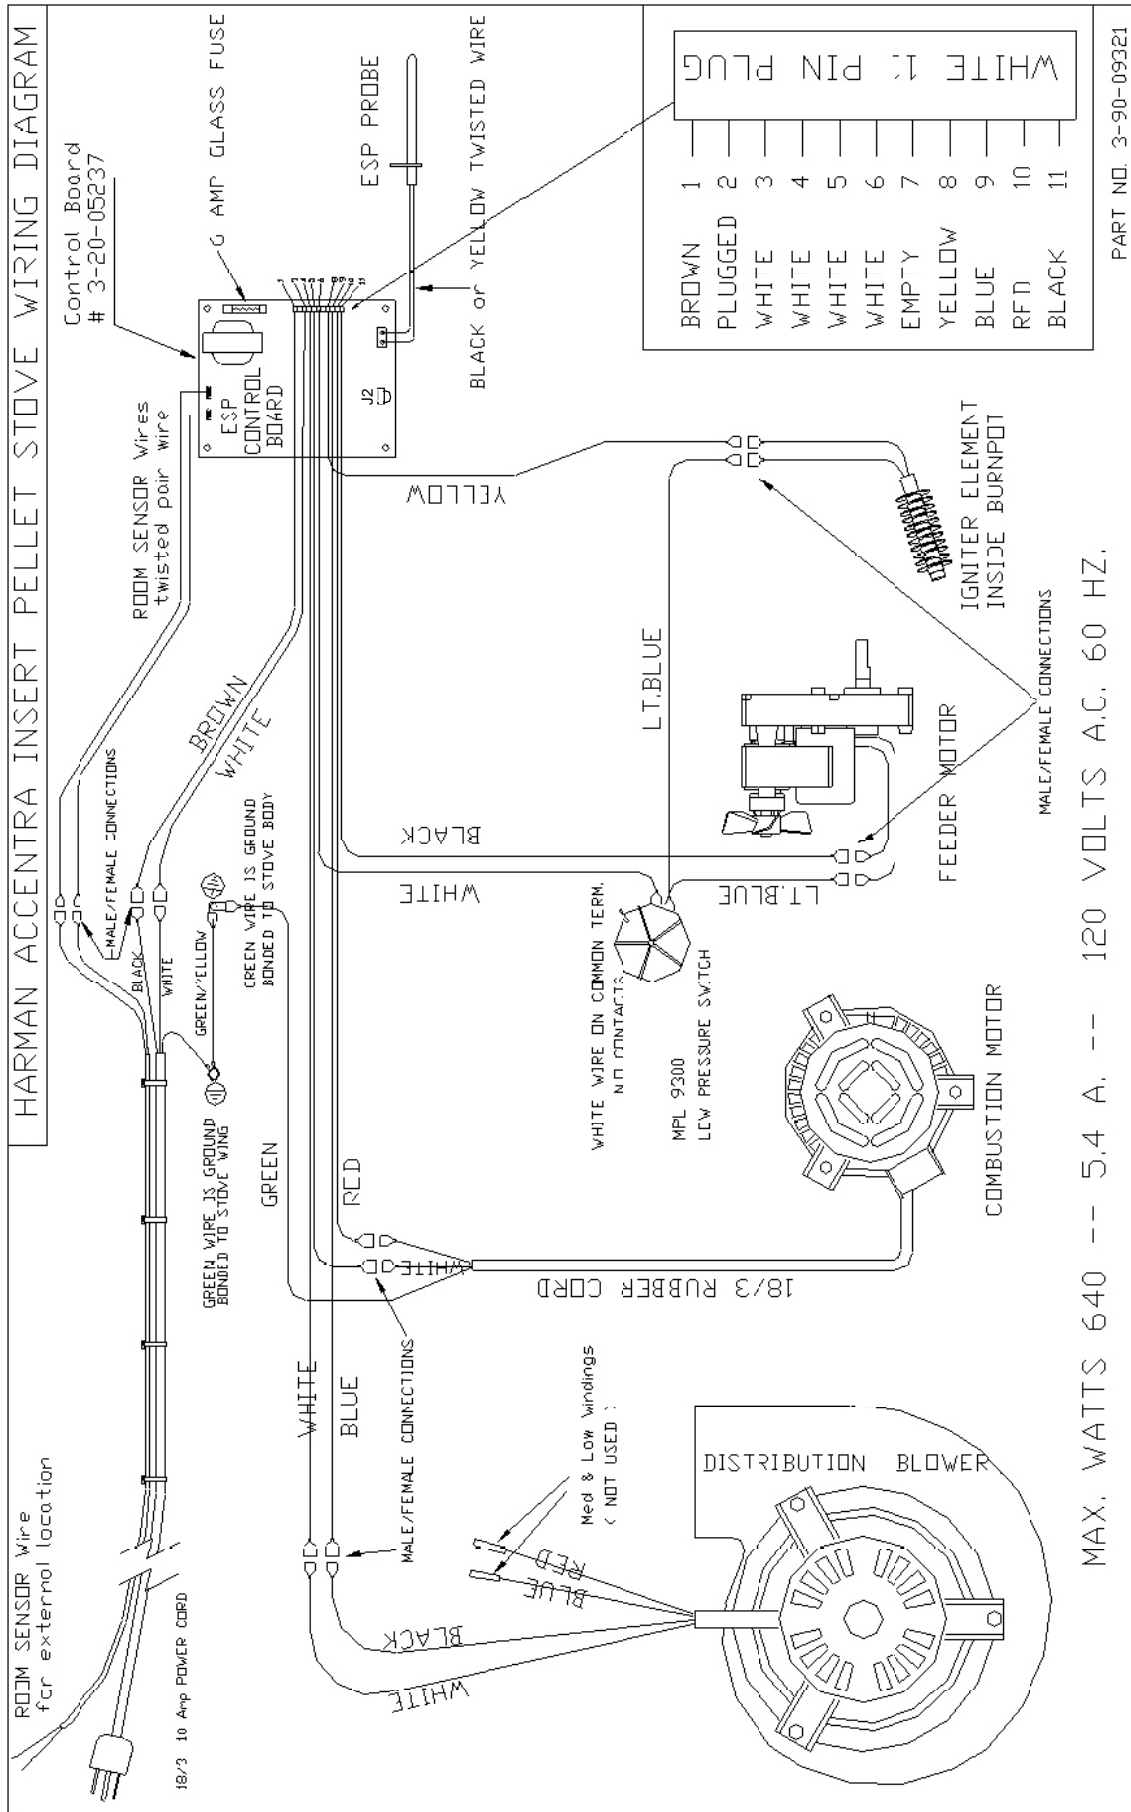 HARMAN ACCENTRA INSERT PELLET STOVE WIRING DIAGRAM
ROOM SENSOR Wire
for external location
18/3 10 Amp POWER CORD
MALE/FEMALE CONNECTIONS
BLACK
WHITE
GREEN/YELLOW
GREEN WIRE IS GROUND
BONDED TO STOVE WING
GREEN WIRE IS GROUND
BONDED TO STOVE BODY
ROOM SENSOR Wires
twisted pair wire
BROWN
WHITE
Control Board
# 3-20-05237
AMP GLASS FUSE
ESP
CONTROL
BOARD
J2
ESP PROBE
BLACK or YELLOW TWISTED WIRE
GREEN
RED
WHITE
BLUE
WHITE
BLACK
YELLOW
LT.BLUE
LT.BLUE
WHITE WIRE ON COMMON TERM.
CONTACTS
MPL 9300
PRESSURE SWITCH
WHITE
18/3 RUBBER CORD
MALE/FEMALE CONNECTIONS
Med & Low Windings
( NOT USED )
RED
BLUE
BLACK
WHITE
DISTRIBUTION BLOWER
COMBUSTION MOTOR
FEEDER MOTOR
IGNITER ELEMENT
INSIDE BURNPOT
MALE/FEMALE CONNECTIONS
BROWN 1
PLUGGED 2
WHITE 3
WHITE 4
WHITE 5
WHITE 6
EMPTY 7
YELLOW 8
BLUE 9
RED 10
BLACK 11
WHITE PIN PLUG
MAX. WATTS 640 -- 5.4 A. -- 120 VOLTS A.C. 60 HZ.
PART NO. 3-90-09321